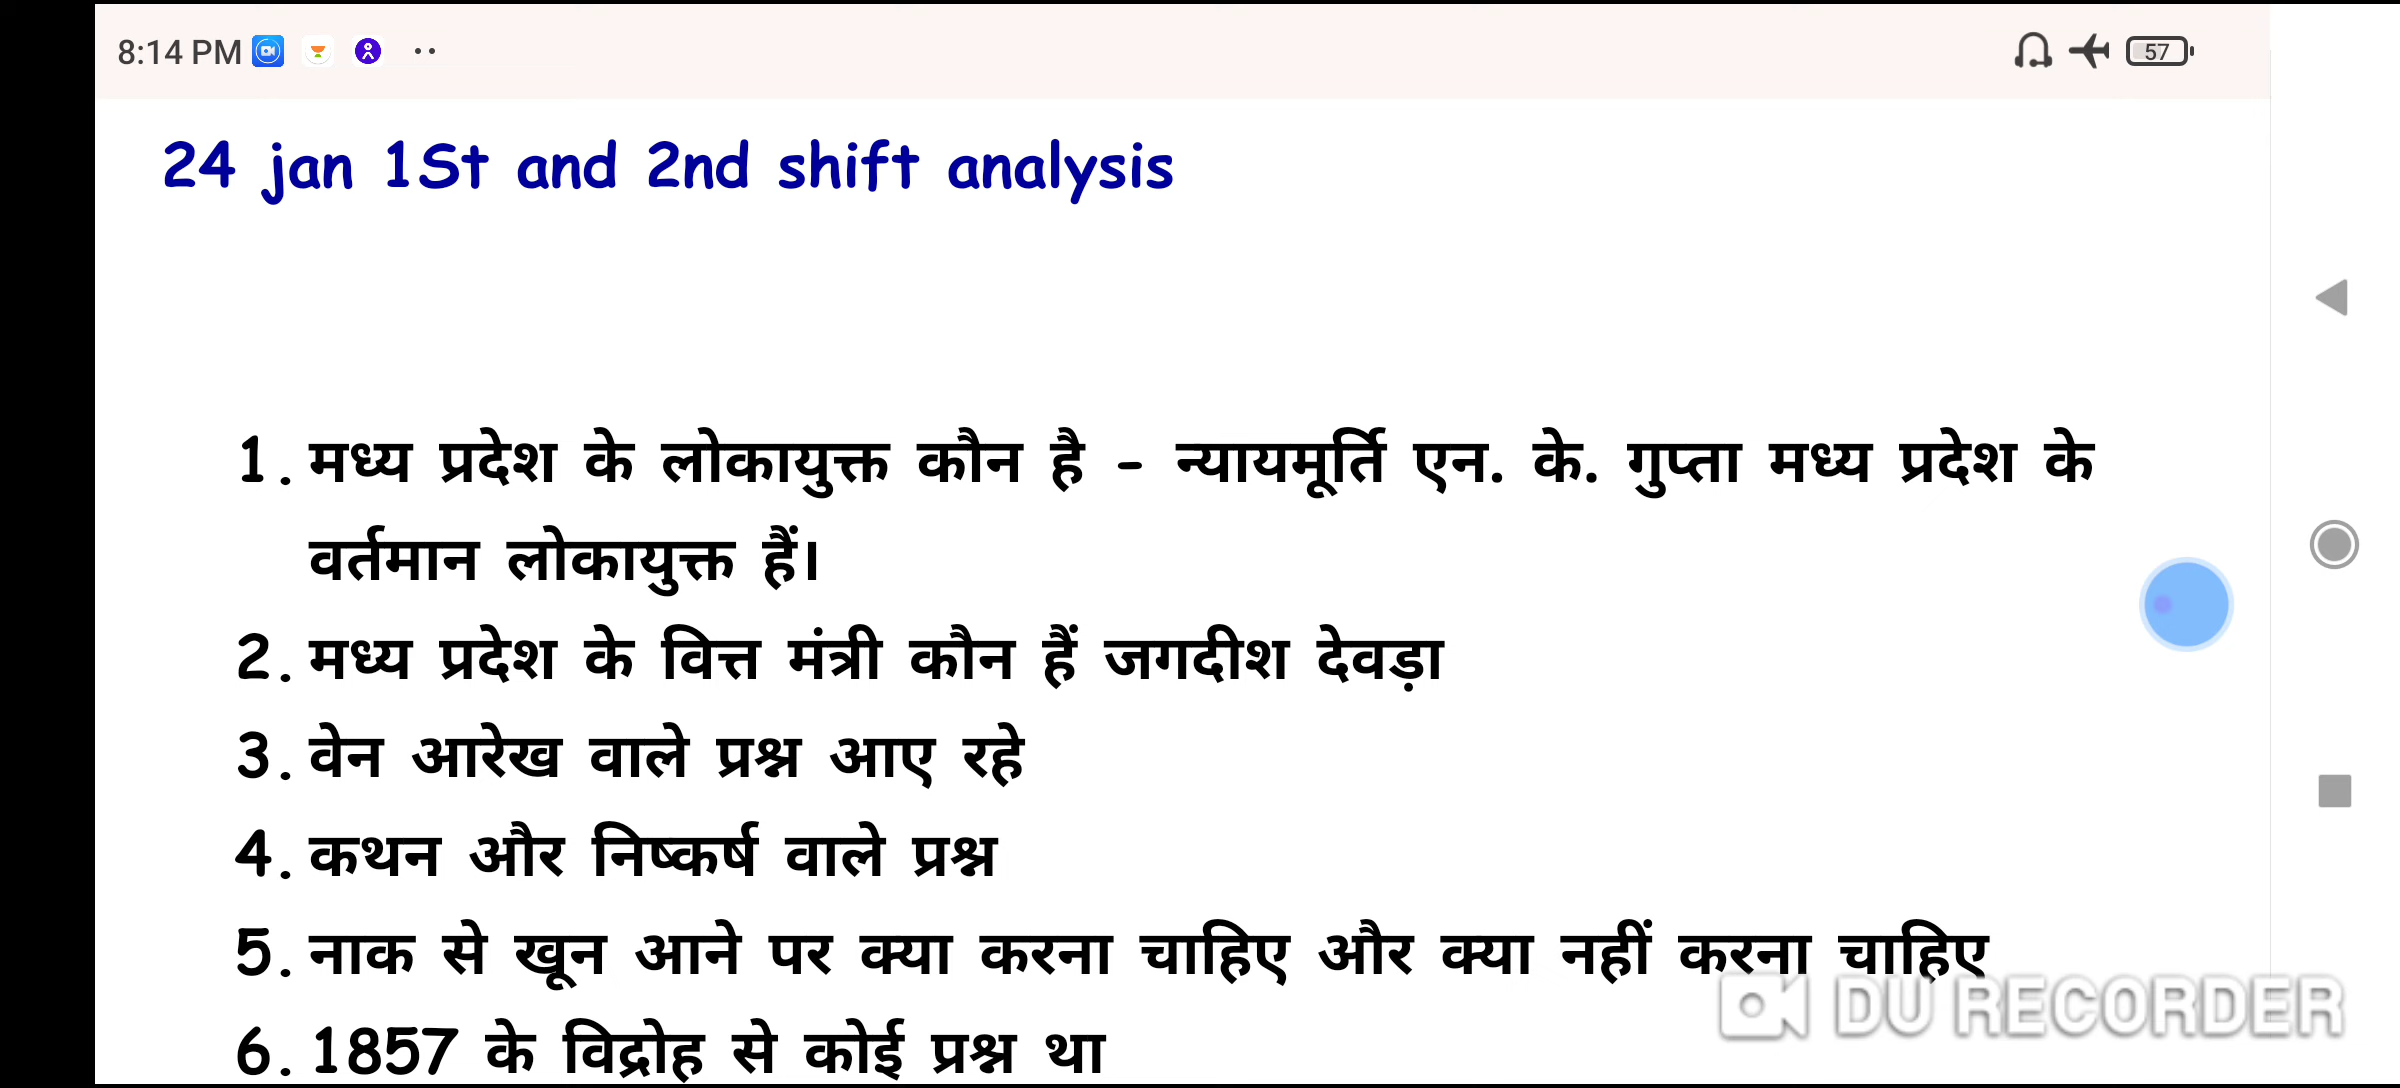 8:14 PM
57
24 jan 1St and 2nd shift analysis
1. मध्य प्रदेश के लोकायुक्त कौन है - न्यायमूर्ति एन. के. गुप्ता मध्य प्रदेश के
वर्तमान लोकायुक्त हैं।
2. मध्य प्रदेश के वित्त मंत्री कौन हैं जगदीश देवड़ा
3. वेन आरेख वाले प्रश्न आए रहे
4. कथन और निष्कर्ष वाले प्रश्न
5. नाक से खून आने पर क्या करना चाहिए और क्या नहीं करना चाहिए
DU RECORDER
6. 1857 के विद्रोह से कोई प्रश्न था